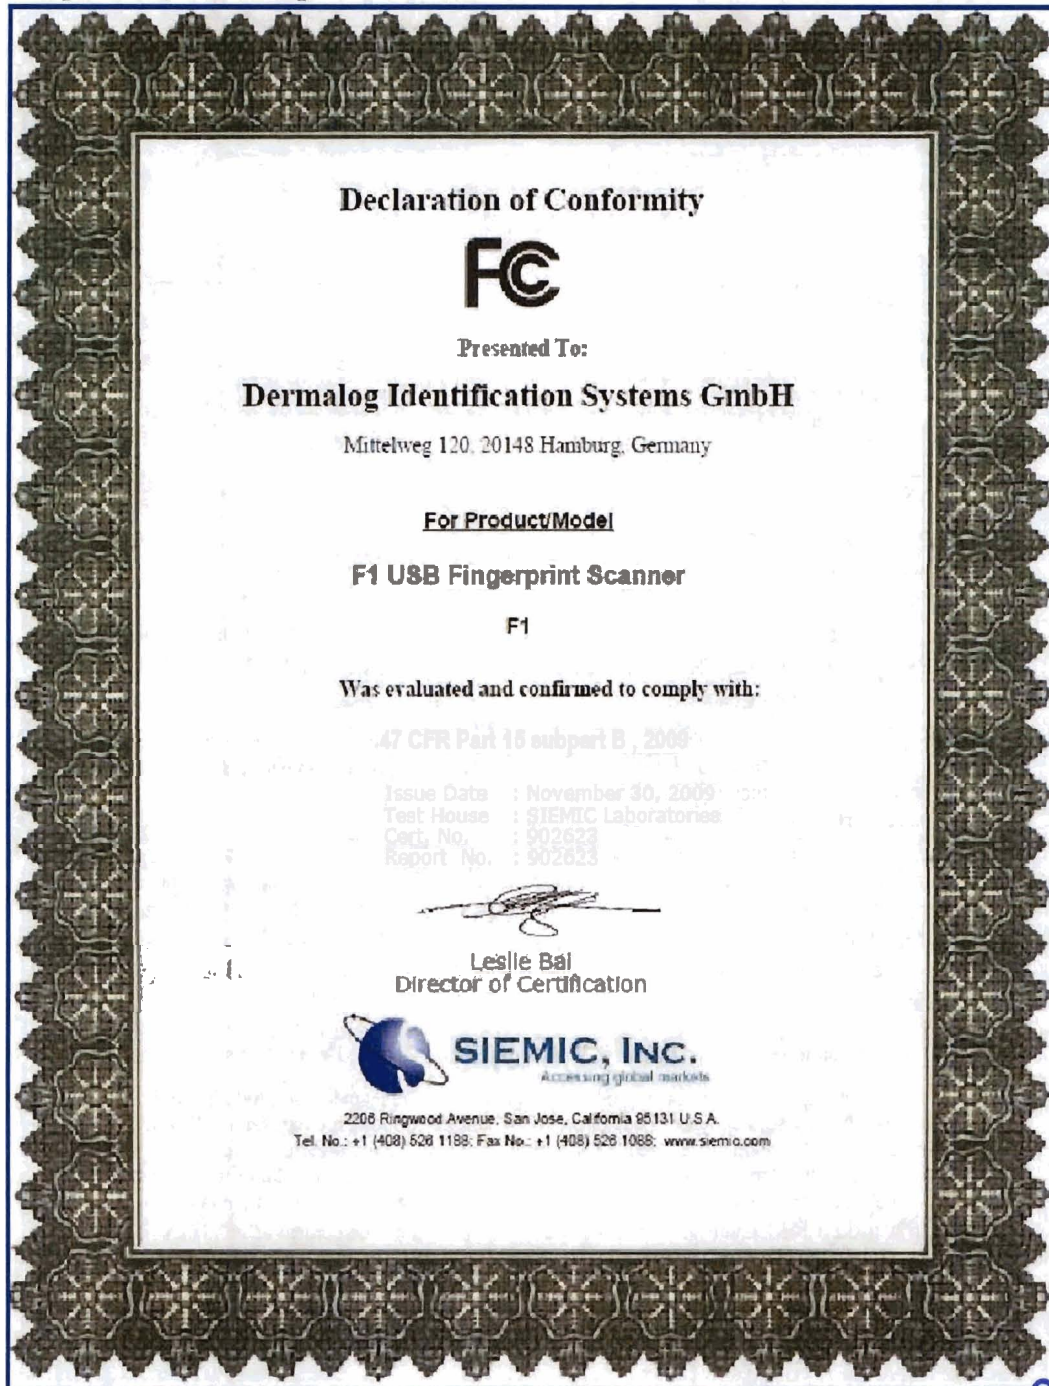 Declaration of Conformity
FC
Presented To:
Dermalog Identification Systems GmbH
Mittelweg 120, 20148 Hamburg, Germany
For Product/Model
F1 USB Fingerprint Scanner
F1
Was evaluated and confirmed to comply with:
47 CFR Part 15 subpart B , 2009
Issue Date : November 30, 2009
Test House : SIEMIC Laboratories
Cert. No. : 902623
Report No. : 902623
Leslie Bai
Director of Certification
SIEMIC, INC.
Accessing global markets
2206 Ringwood Avenue, San Jose, California 95131 U.S.A.
Tel. No.: +1 (408) 526 1188; Fax No.: +1 (408) 526 1088; www.siemic.com